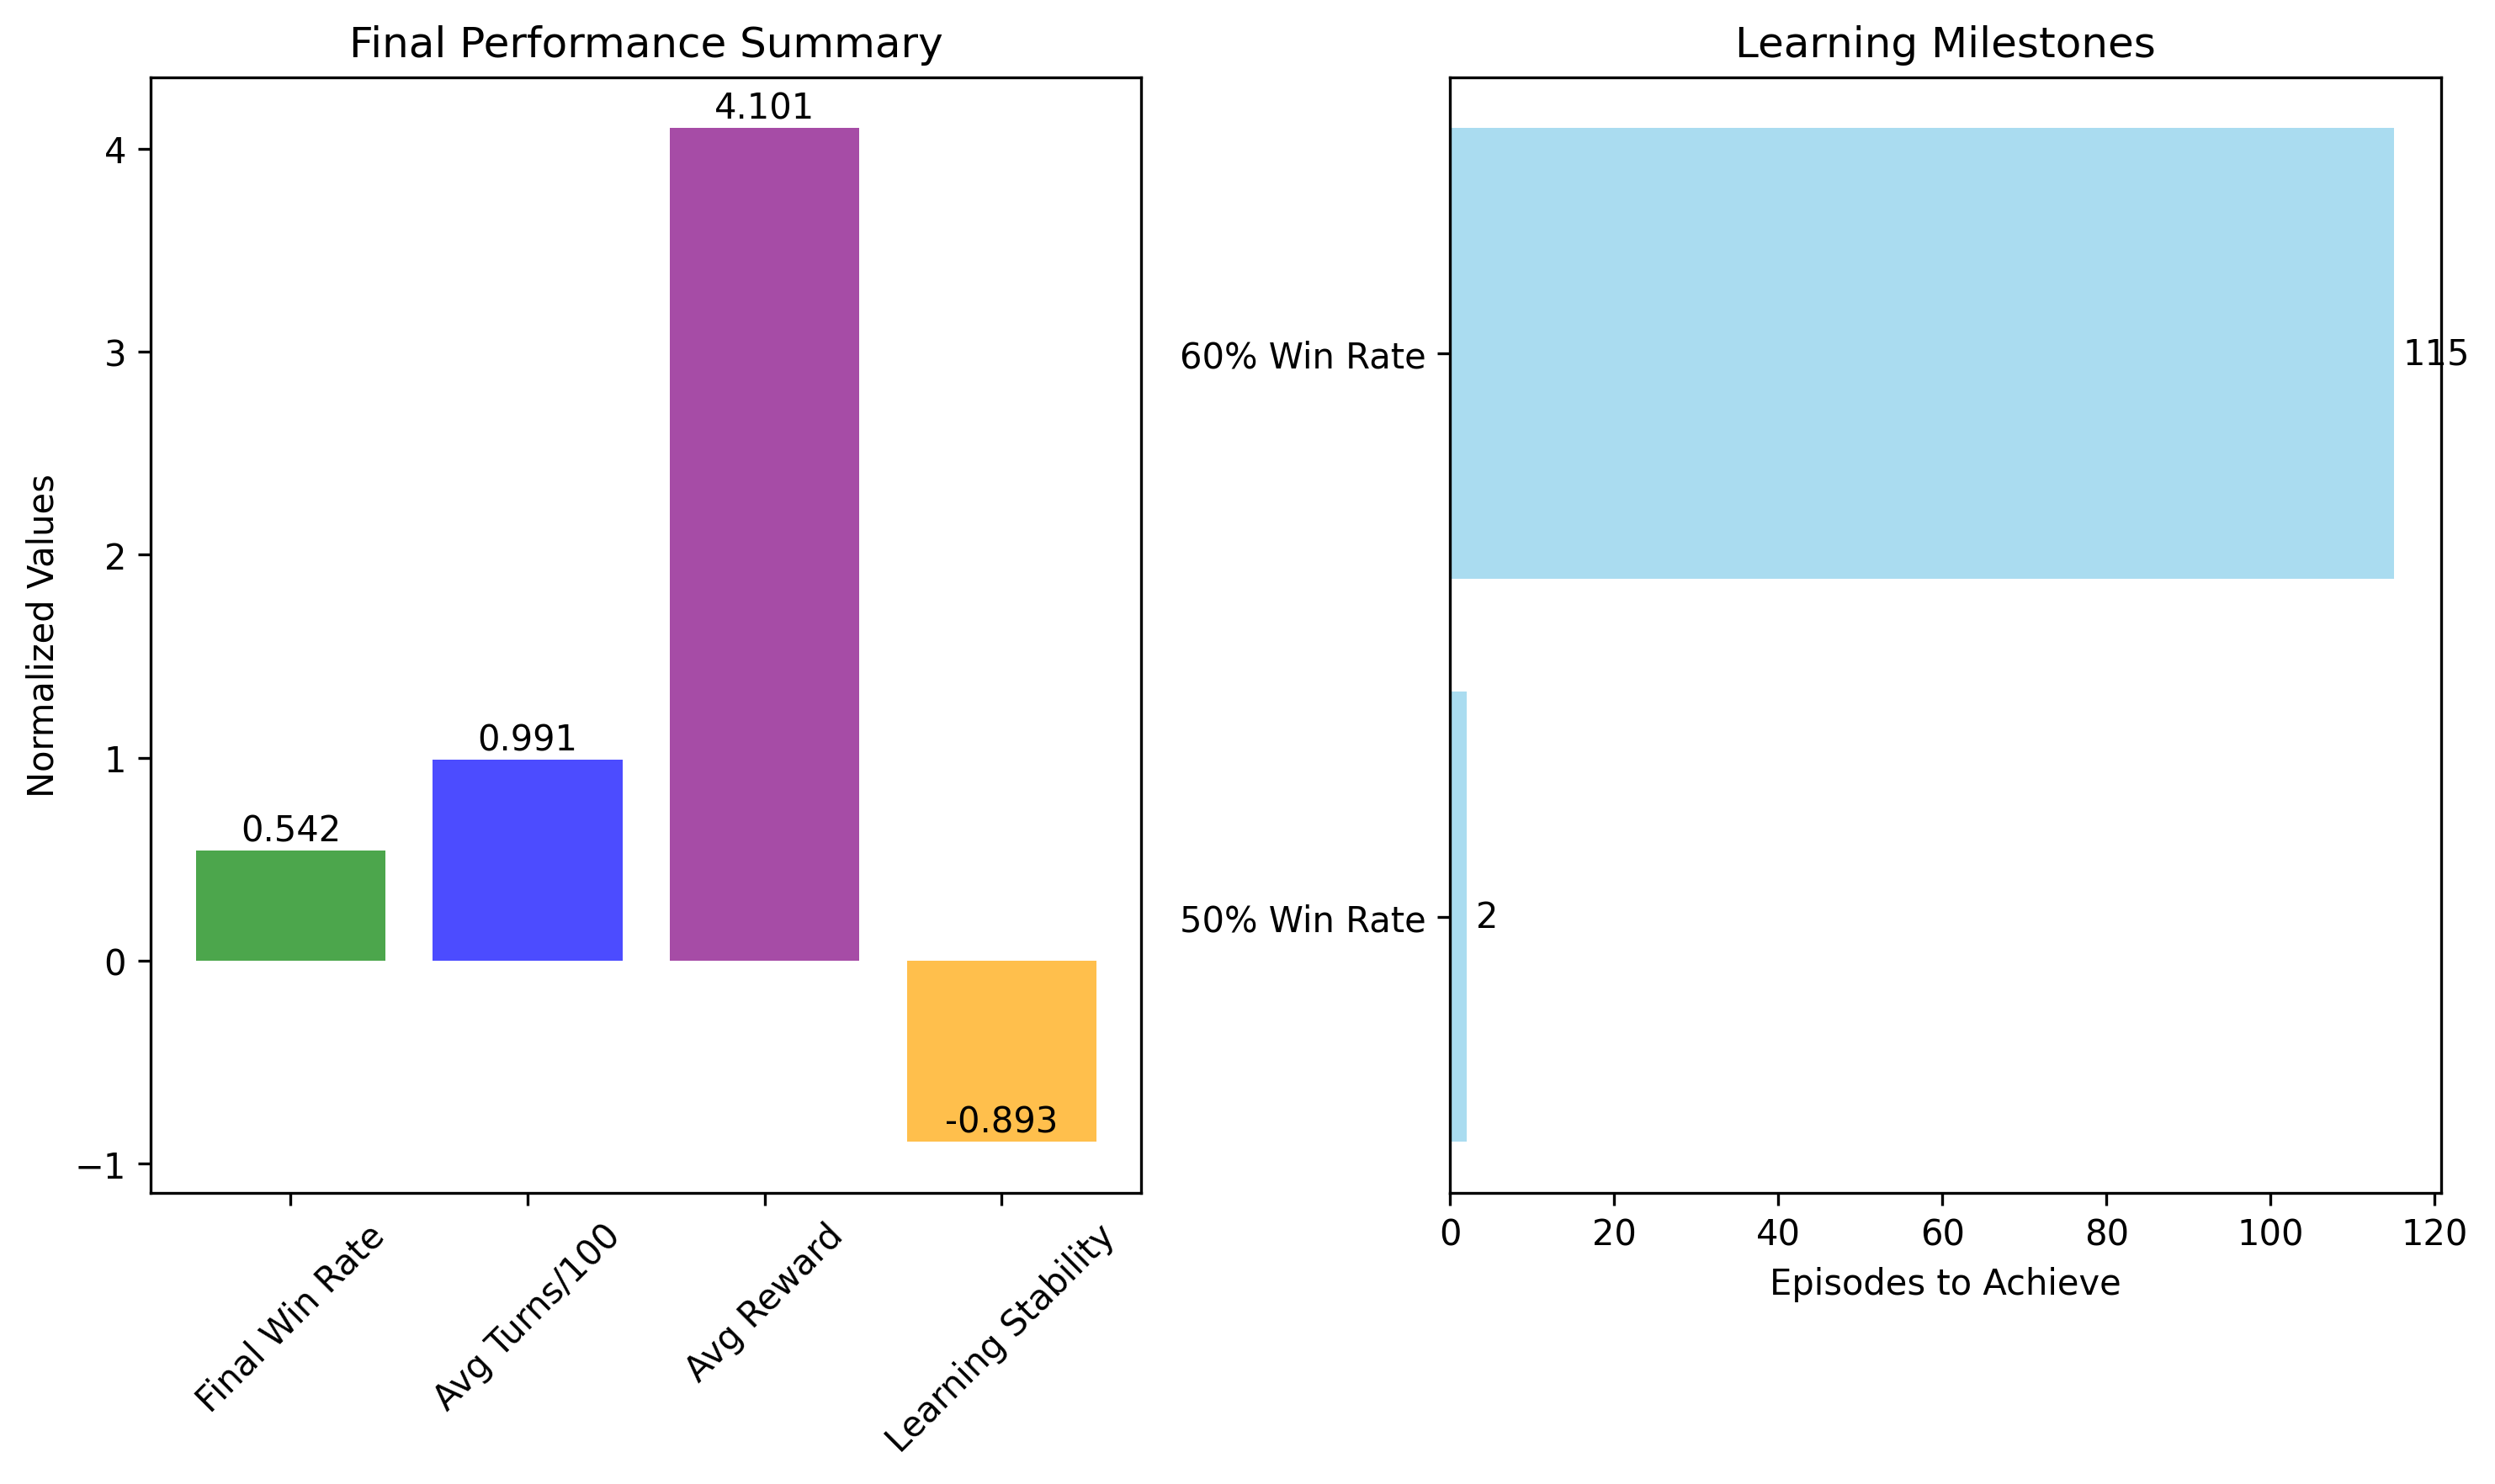 Final Performance Summary
Normalized Values
4
3
2
1
0
−1
0.542
0.991
4.101
-0.893
Final Win Rate
Avg Turns/100
Avg Reward
Learning Stability
Learning Milestones
60% Win Rate
50% Win Rate
115
2
0 20 40 60 80 100 120
Episodes to Achieve